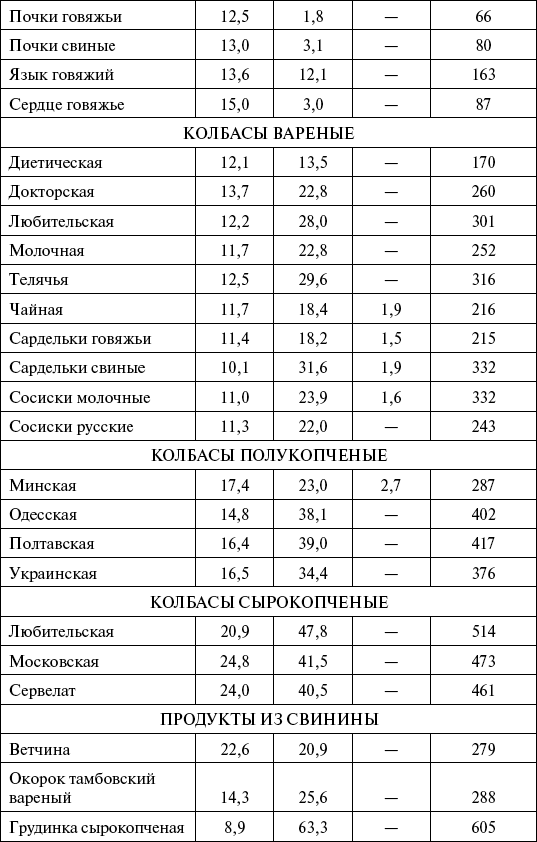 Почки говяжьи 12,5 1,8 — 66
Почки свиные 13,0 3,1 — 80
Язык говяжий 13,6 12,1 — 163
Сердце говяжье 15,0 3,0 — 87
КОЛБАСЫ ВАРЕНЫЕ
Диетическая 12,1 13,5 — 170
Докторская 13,7 22,8 — 260
Любительская 12,2 28,0 — 301
Молочная 11,7 22,8 — 252
Телячья 12,5 29,6 — 316
Чайная 11,7 18,4 1,9 216
Сардельки говяжьи 11,4 18,2 1,5 215
Сардельки свиные 10,1 31,6 1,9 332
Сосиски молочные 11,0 23,9 1,6 332
Сосиски русские 11,3 22,0 — 243
КОЛБАСЫ ПОЛУКОПЧЕНЫЕ
Минская 17,4 23,0 2,7 287
Одесская 14,8 38,1 — 402
Полтавская 16,4 39,0 — 417
Украинская 16,5 34,4 — 376
КОЛБАСЫ СЫРОКОПЧЕНЫЕ
Любительская 20,9 47,8 — 514
Московская 24,8 41,5 — 473
Сервелат 24,0 40,5 — 461
ПРОДУКТЫ ИЗ СВИНИНЫ
Ветчина 22,6 20,9 — 279
Окорок тамбовский
вареный 14,3 25,6 — 288
Грудинка сырокопченая 8,9 63,3 — 605